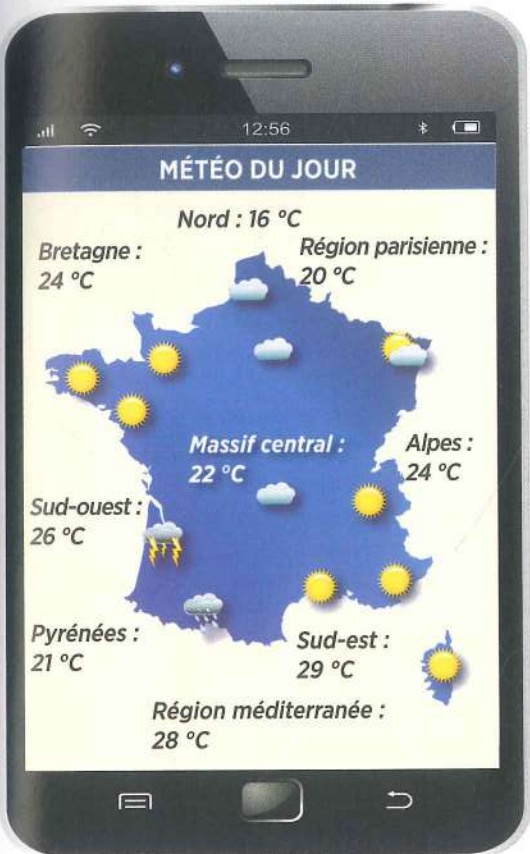 12:56
MÉTÉO DU JOUR
Nord : 16 °C
Bretagne :
24 °C
Région parisienne :
20 °C
Massif central :
22 °C
Alpes :
24 °C
Sud-ouest :
26 °C
Pyrénées :
21 °C
Sud-est :
29 °C
Région méditerranée :
28 °C